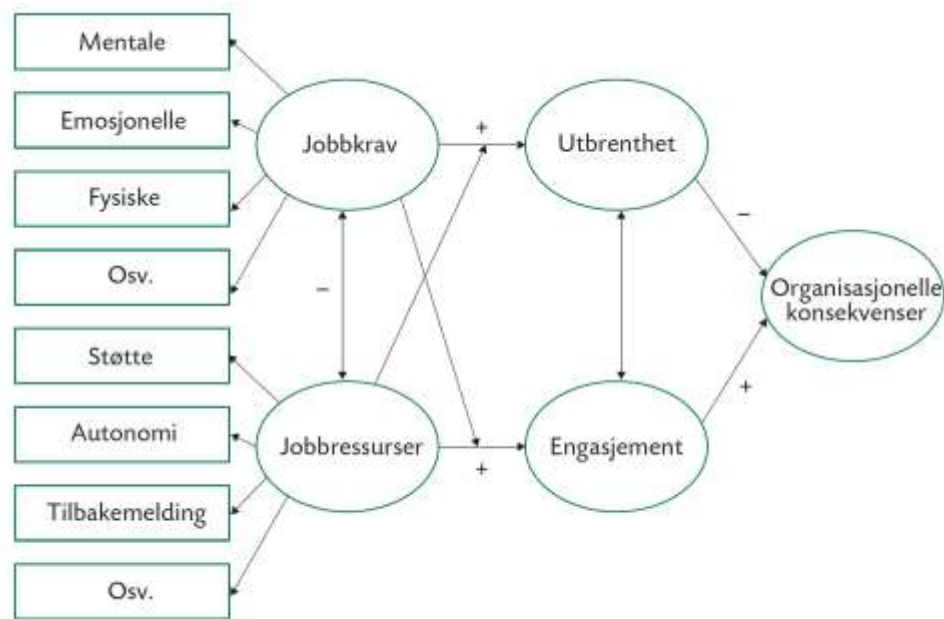 Mentale
Emosjonelle
Fysiske
Osv.
Støtte
Autonomi
Tilbakemelding
Osv.
Jobbkrav
Jobbressurser
+
–
+
Utbrenthet
Engasjement
–
+
Organisasjonelle
konsekvenser